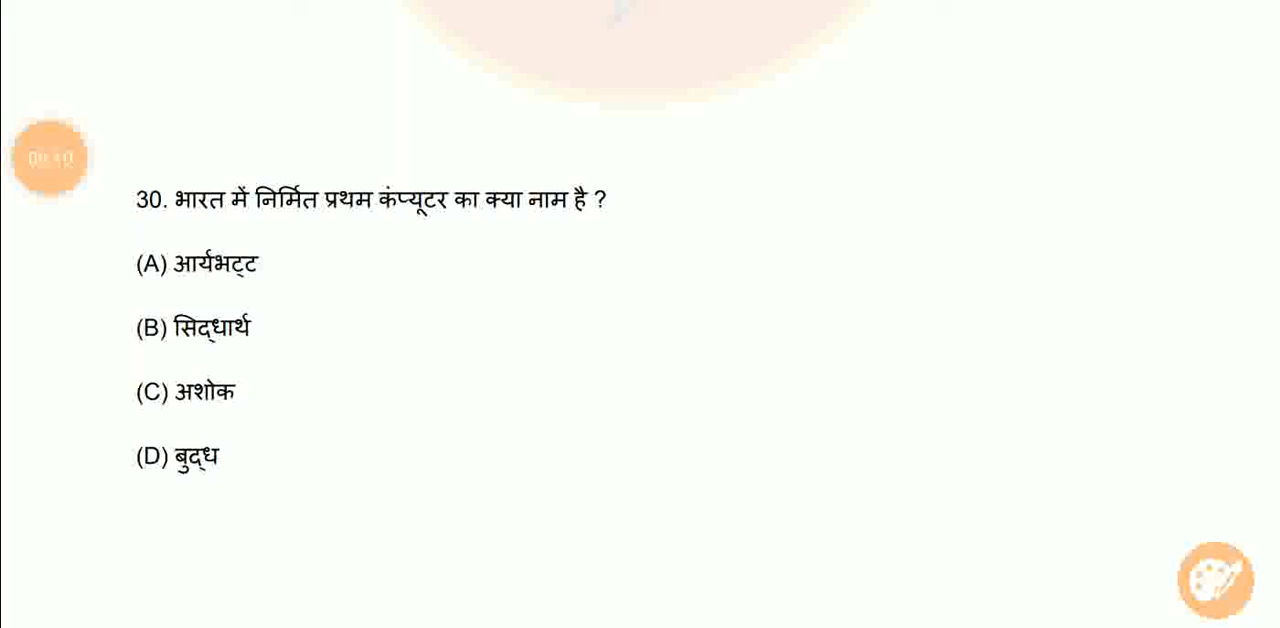 30. भारत में निर्मित प्रथम कंप्यूटर का क्या नाम है ?
(A) आर्यभट्ट
(B) सिद्धार्थ
(C) अशोक
(D) बुद्ध